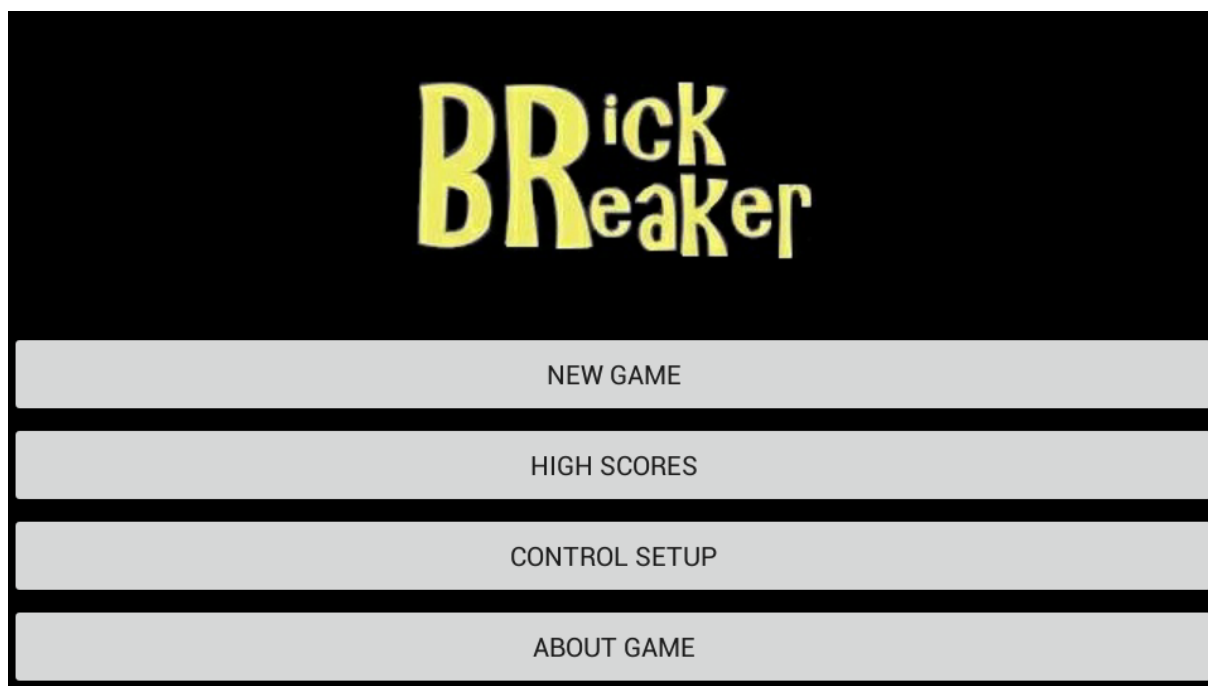 BRick
BReaker
NEW GAME
HIGH SCORES
CONTROL SETUP
ABOUT GAME